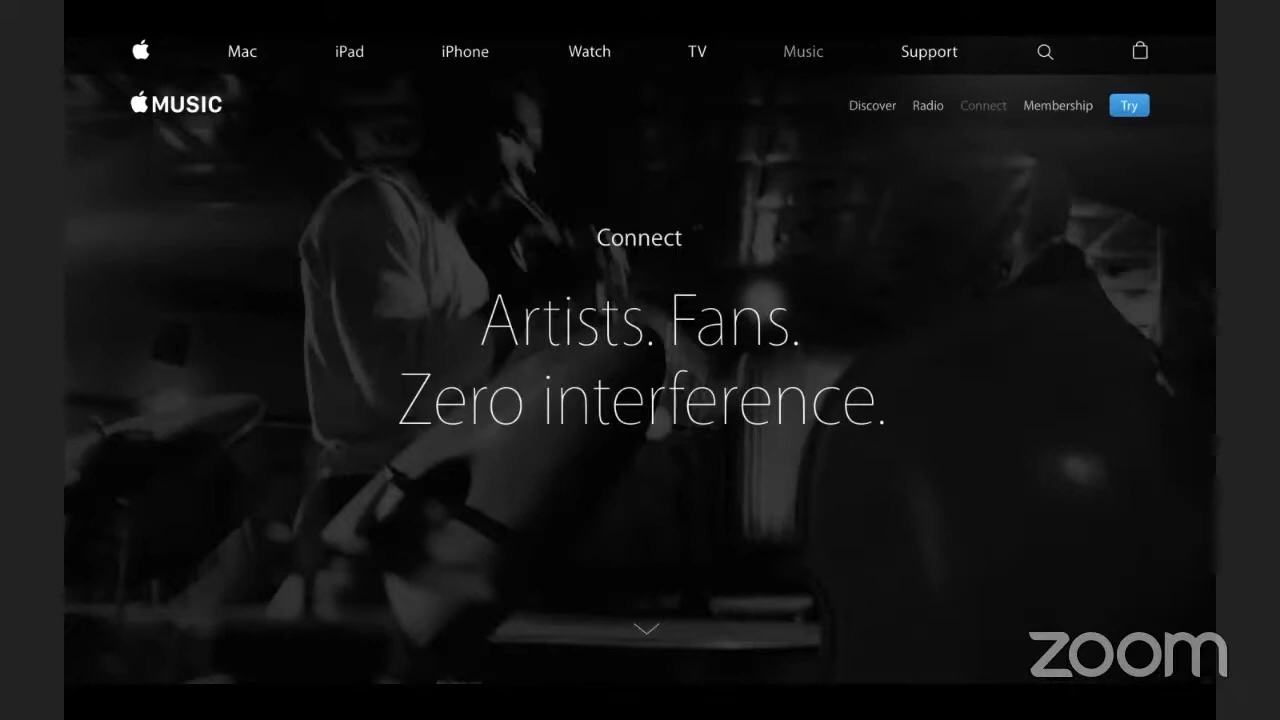 Mac iPad iPhone Watch TV Music Support
MUSIC
Discover Radio Connect Membership Try
Connect
Artists. Fans.
Zero interference.
zoom